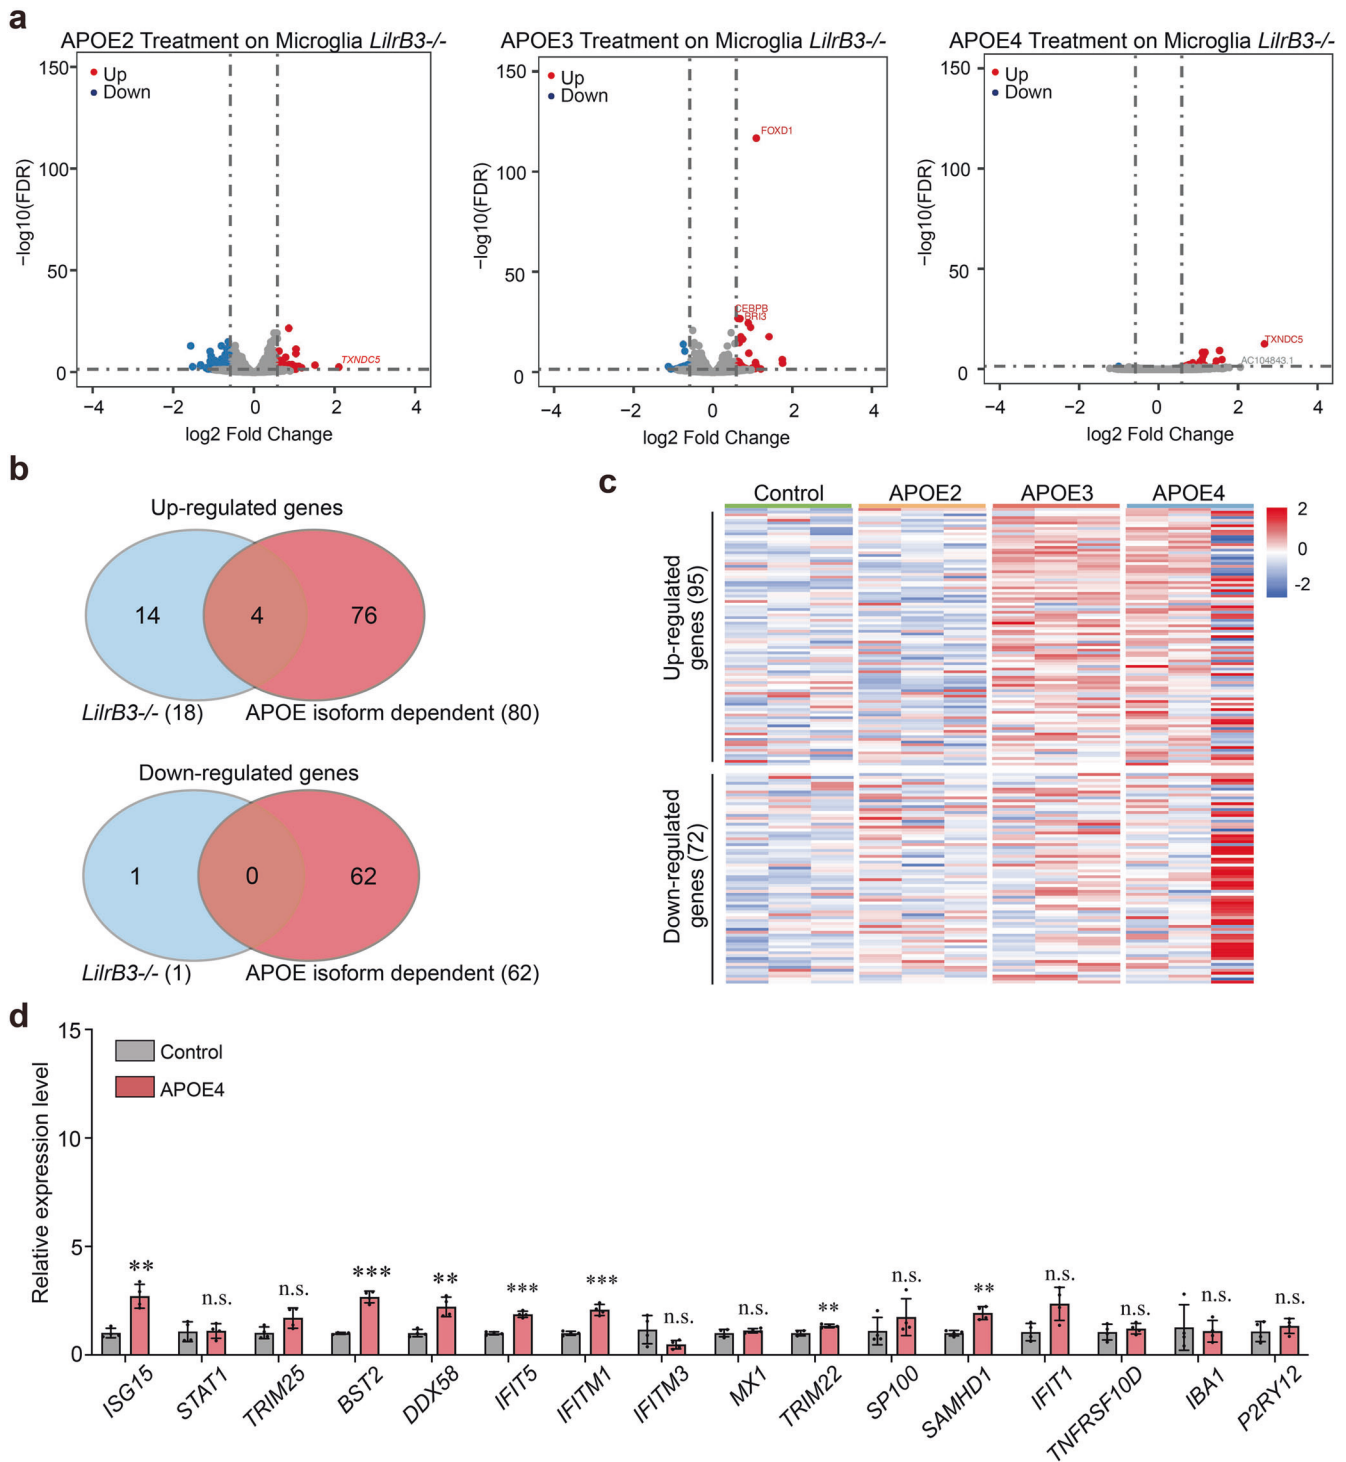 a
APOE2 Treatment on Microglia LilrB3-/-
150
100
50
0
−log10(FDR)
Up
Down
TXNDC5
−4 −2 0 2 4
log2 Fold Change
APOE3 Treatment on Microglia LilrB3-/-
150
100
50
0
−log10(FDR)
Up
Down
FOXD1
CEBPB
BRI3
−4 −2 0 2 4
log2 Fold Change
APOE4 Treatment on Microglia LilrB3-/-
150
100
50
0
−log10(FDR)
Up
Down
TXNDC5
AC104843.1
−4 −2 0 2 4
log2 Fold Change
b
Up-regulated genes
14 4 76
LilrB3-/- (18) APOE isoform dependent (80)
Down-regulated genes
1 0 62
LilrB3-/- (1) APOE isoform dependent (62)
c
Control APOE2 APOE3 APOE4
Up-regulated
genes (95)
Down-regulated
genes (72)
2
0
-2
d
Relative expression level
15
10
5
0
Control
APOE4
** n.s. n.s. *** ** *** *** n.s. n.s. ** n.s. ** n.s. n.s. n.s. n.s.
ISG15 STAT1 TRIM25 BST2 DDX58 IFIT5 IFITM1 IFITM3 MX1 TRIM22 SP100 SAMHD1 IFIT1 TNFRSF10D IBA1 P2RY12